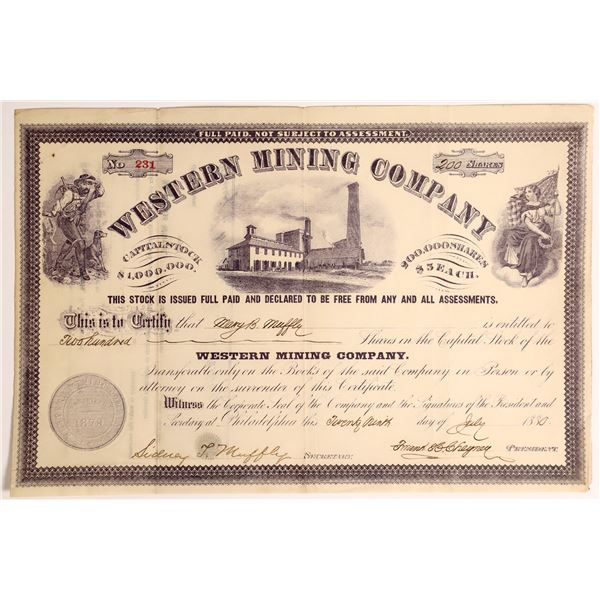 FULL PAID, NOT SUBJECT TO ASSESSMENT.
No 231
200 SHARES
WESTERN MINING COMPANY
CAPITAL STOCK
$1,000,000.
200,000 SHARES
$5 EACH.
THIS STOCK IS ISSUED FULL PAID AND DECLARED TO BE FREE FROM ANY AND ALL ASSESSMENTS.
This is to Certify that Mary B. Muffly is entitled to
Two hundred Shares in the Capital Stock of the
WESTERN MINING COMPANY.
Transferable only on the Books of the said Company in Person or by
attorney on the surrender of this Certificate.
Witness the Corporate Seal of the Company and the Signatures of the President and
Secretary at Philadelphia this Twenty Ninth day of July 1880
1879
Sidney T. Muffly SECRETARY. PRESIDENT.